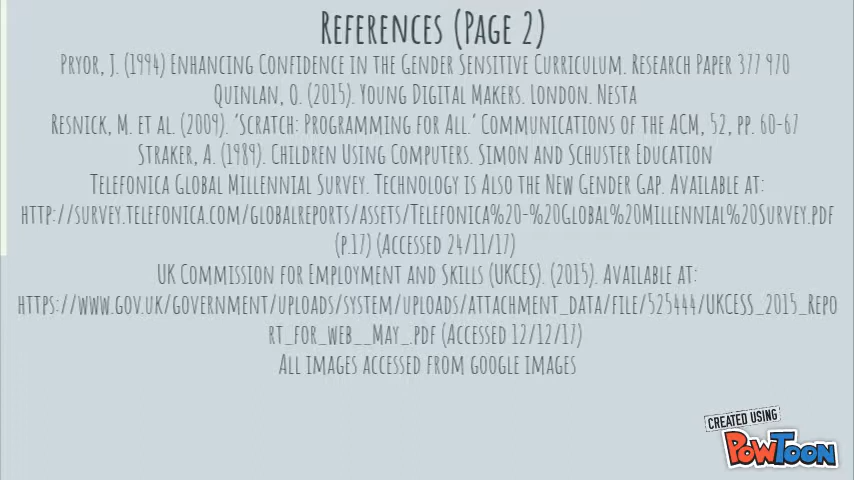 References (Page 2)
Pryor, J. (1994) Enhancing Confidence in the Gender Sensitive Curriculum. Research Paper 377 970
Quinlan, O. (2015). Young Digital Makers. London. Nesta
Resnick, M. et al. (2009). ‘Scratch: Programming for All.’ Communications of the ACM, 52, pp. 60-67
Straker, A. (1989). Children Using Computers. Simon and Schuster Education
Telefonica Global Millennial Survey. Technology is Also the New Gender Gap. Available at:
http://survey.telefonica.com/globalreports/assets/Telefonica%20-%20Global%20Millennial%20Survey.pdf
(p.17) (Accessed 24/11/17)
UK Commission for Employment and Skills (UKCES). (2015). Available at:
https://www.gov.uk/government/uploads/system/uploads/attachment_data/file/525444/UKCESS_2015_Repo
rt_for_web__May_.pdf (Accessed 12/12/17)
All images accessed from google images
CREATED USING
PowToon